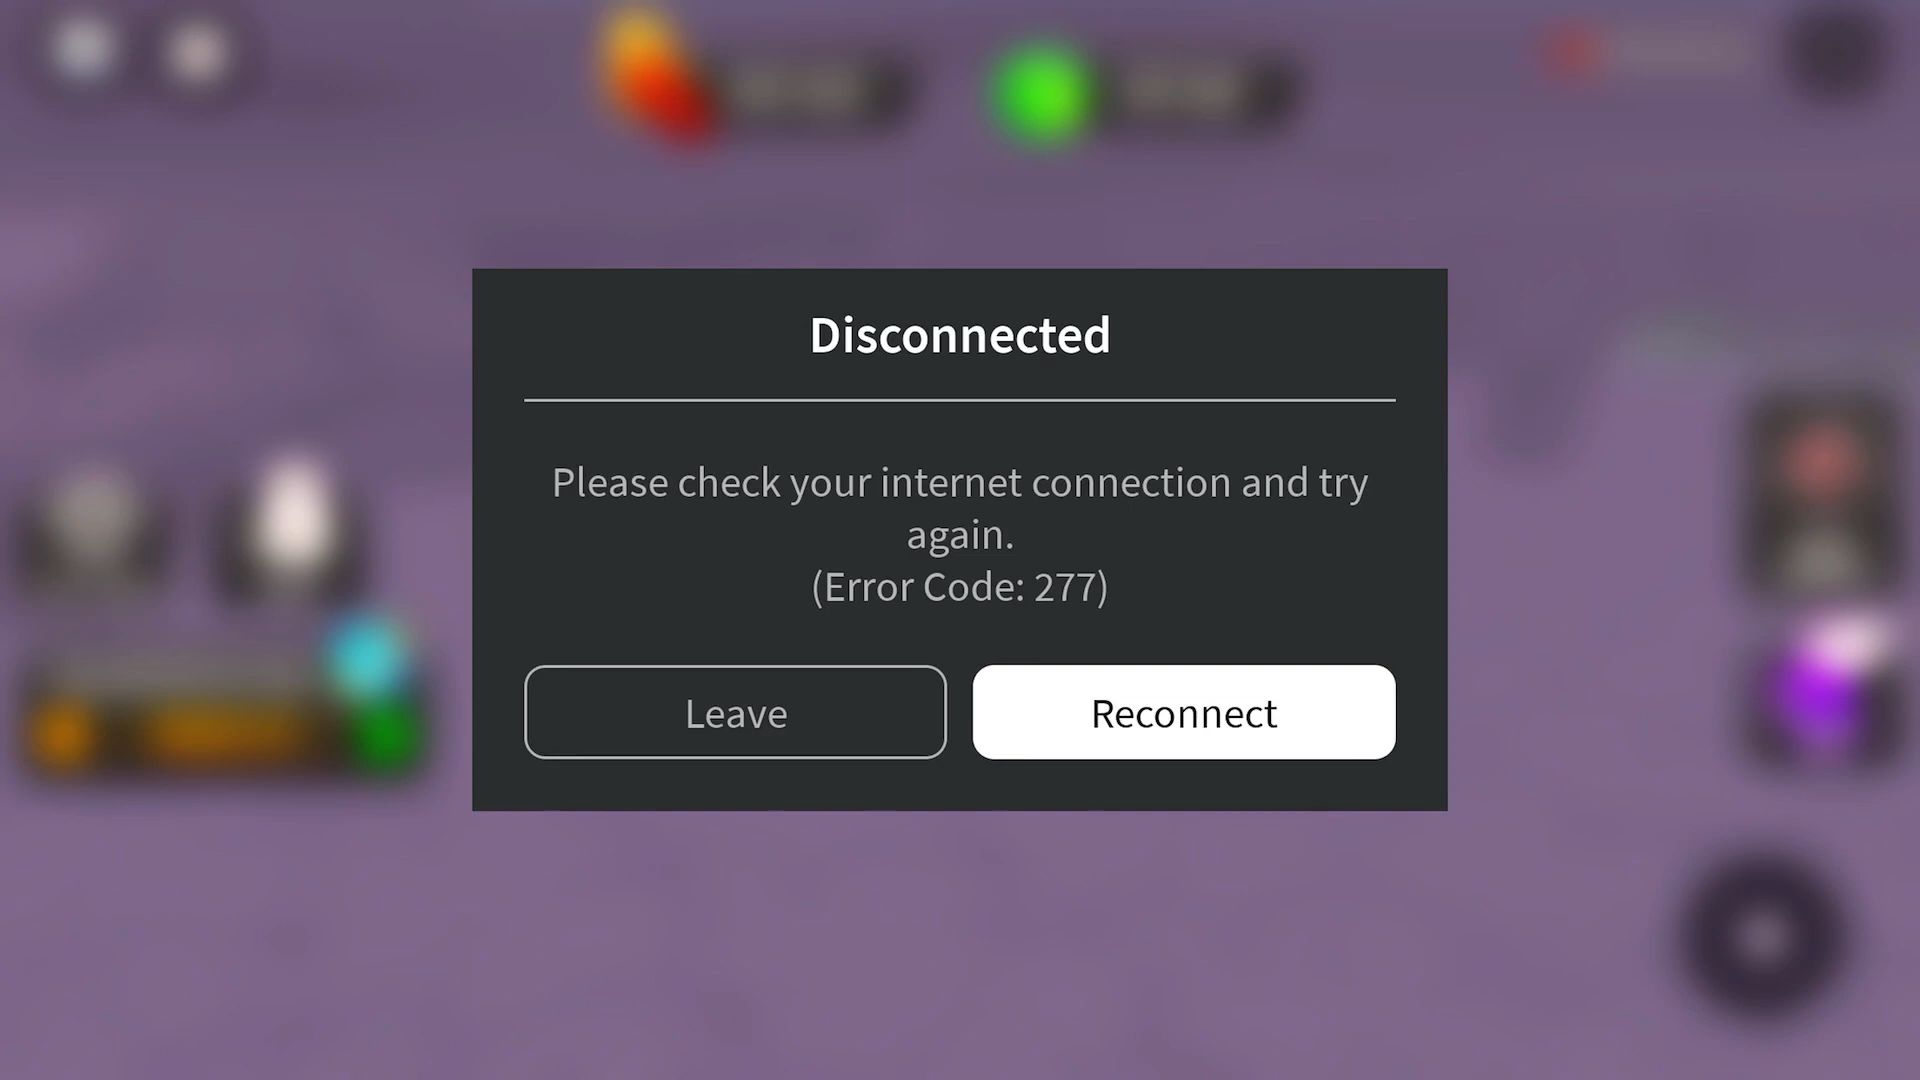 Disconnected
Please check your internet connection and try
again.
(Error Code: 277)
Leave
Reconnect